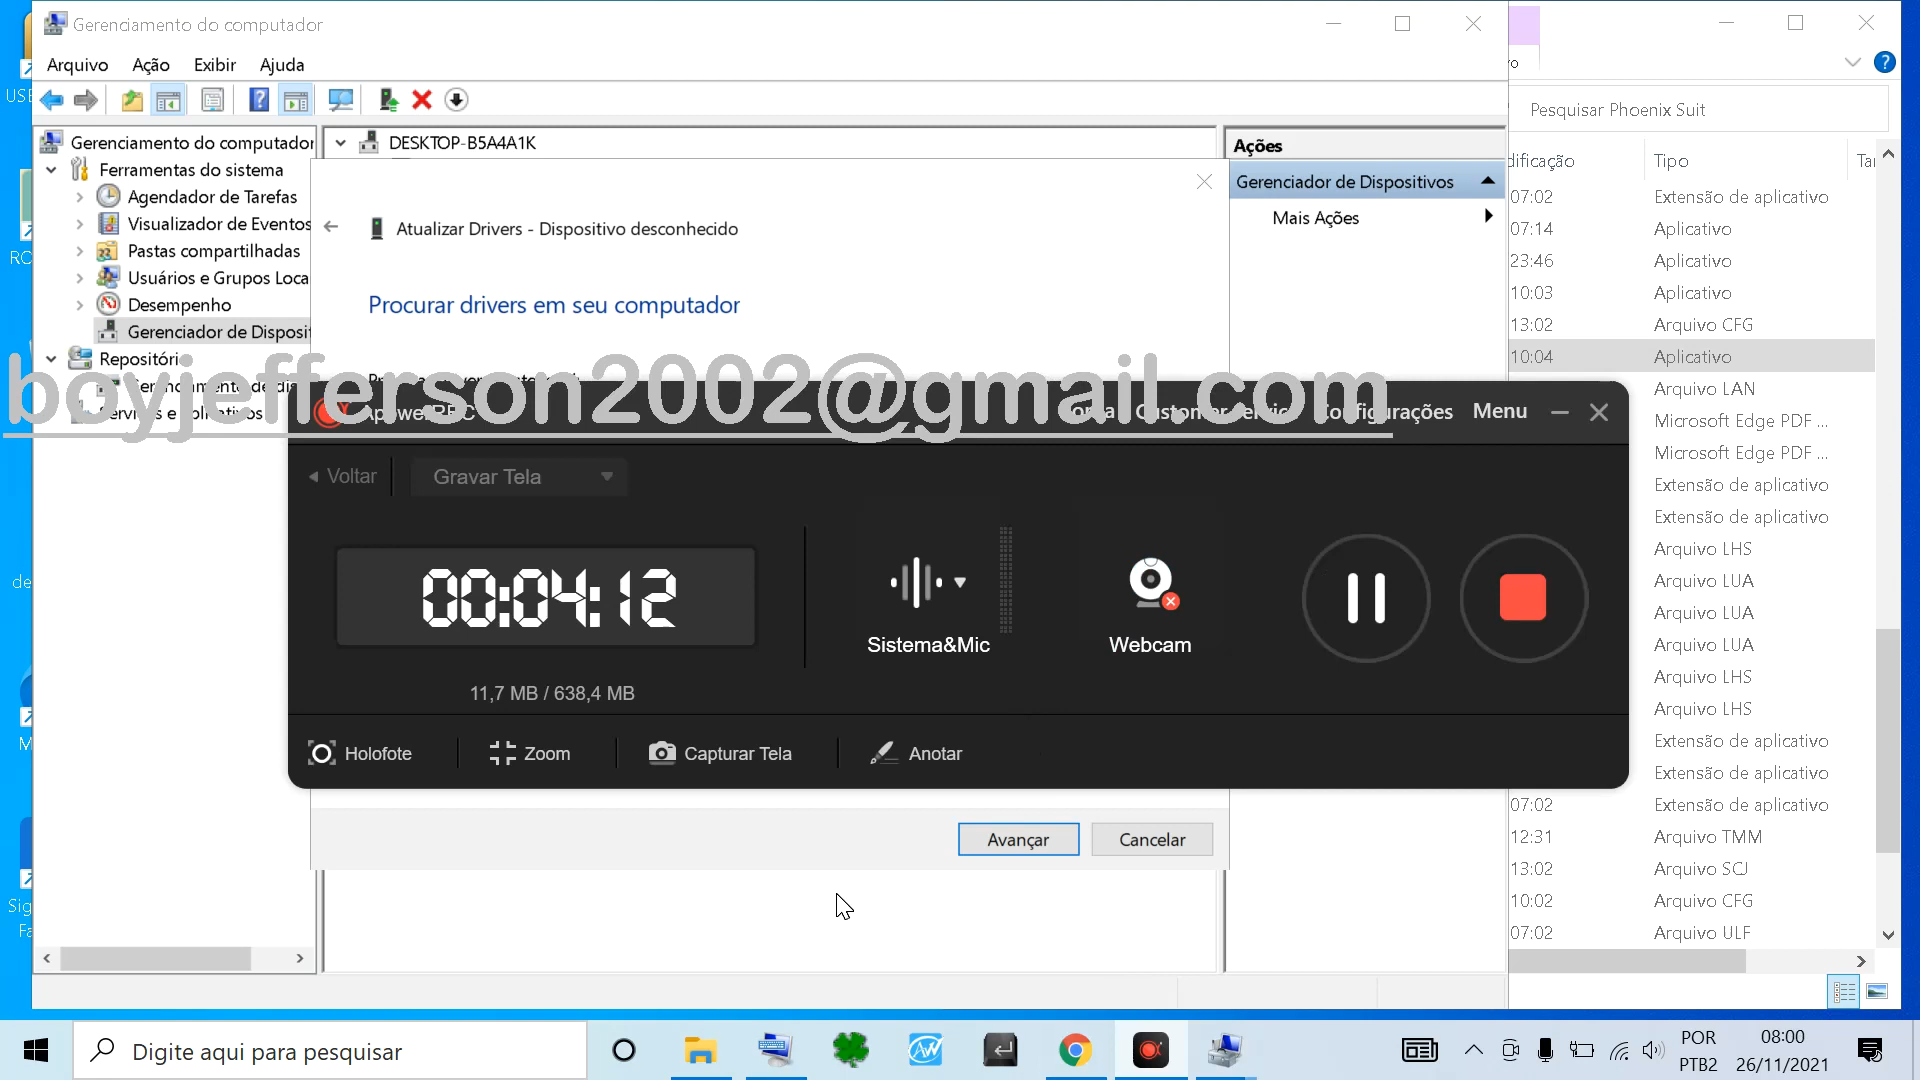 Gerenciamento do computador
Arquivo Ação Exibir Ajuda
Gerenciamento do computador
Ferramentas do sistema
Agendador de Tarefas
Visualizador de Eventos
Pastas compartilhadas
Usuários e Grupos Loca
Desempenho
Gerenciador de Disposi
Repositóri
DESKTOP-B5A4A1K
Atualizar Drivers - Dispositivo desconhecido
Procurar drivers em seu computador
Ações
Gerenciador de Dispositivos
Mais Ações
boyjefferson2002@gmail.com
Configurações Menu
Voltar
Gravar Tela
00:04:12
11,7 MB / 638,4 MB
Sistema&Mic
Webcam
Holofote
Zoom
Capturar Tela
Anotar
Avançar
Cancelar
Pesquisar Phoenix Suit
dificação Tipo Ta
07:02 Extensão de aplicativo
07:14 Aplicativo
23:46 Aplicativo
10:03 Aplicativo
13:02 Arquivo CFG
10:04 Aplicativo
Arquivo LAN
Microsoft Edge PDF ...
Microsoft Edge PDF ...
Extensão de aplicativo
Extensão de aplicativo
Arquivo LHS
Arquivo LUA
Arquivo LUA
Arquivo LUA
Arquivo LHS
Arquivo LHS
Extensão de aplicativo
Extensão de aplicativo
07:02 Extensão de aplicativo
12:31 Arquivo TMM
13:02 Arquivo SCJ
10:02 Arquivo CFG
07:02 Arquivo ULF
USE
RO
de
M
Sig
Fa
Digite aqui para pesquisar
POR
PTB2
08:00
26/11/2021